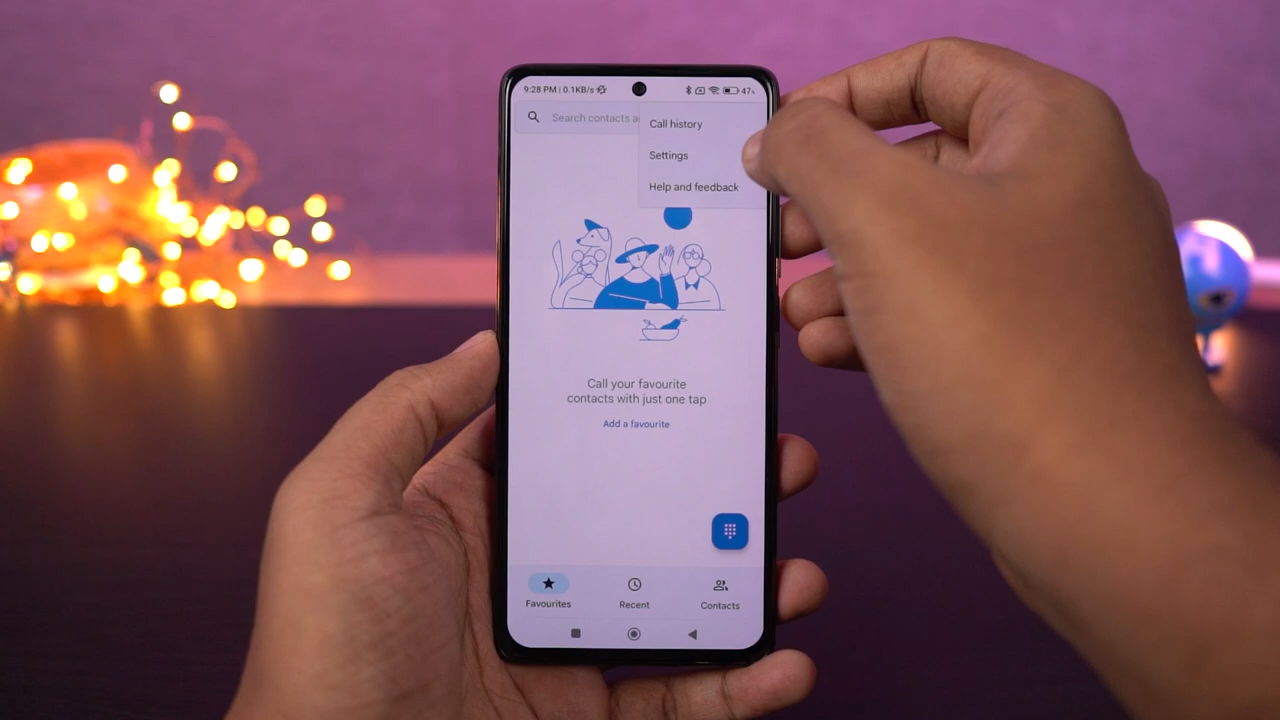 9:28 PM | 0.1KB/s
47
Search contacts
Call history
Settings
Help and feedback
Call your favourite
contacts with just one tap
Add a favourite
Favourites
Recent
Contacts